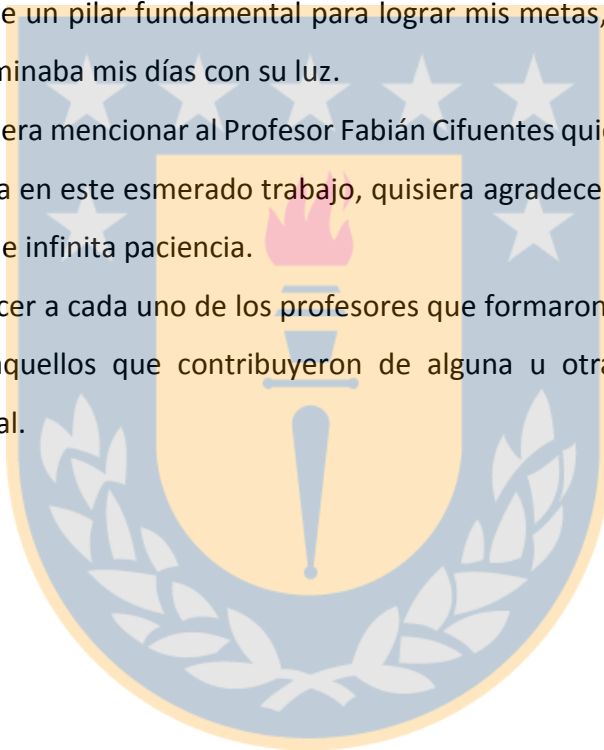 e un pilar fundamental para lograr mis metas,
minaba mis días con su luz.
era mencionar al Profesor Fabián Cifuentes qui
a en este esmerado trabajo, quisiera agradece
e infinita paciencia.
cer a cada uno de los profesores que formaron
aquellos que contribuyeron de alguna u otra
al.